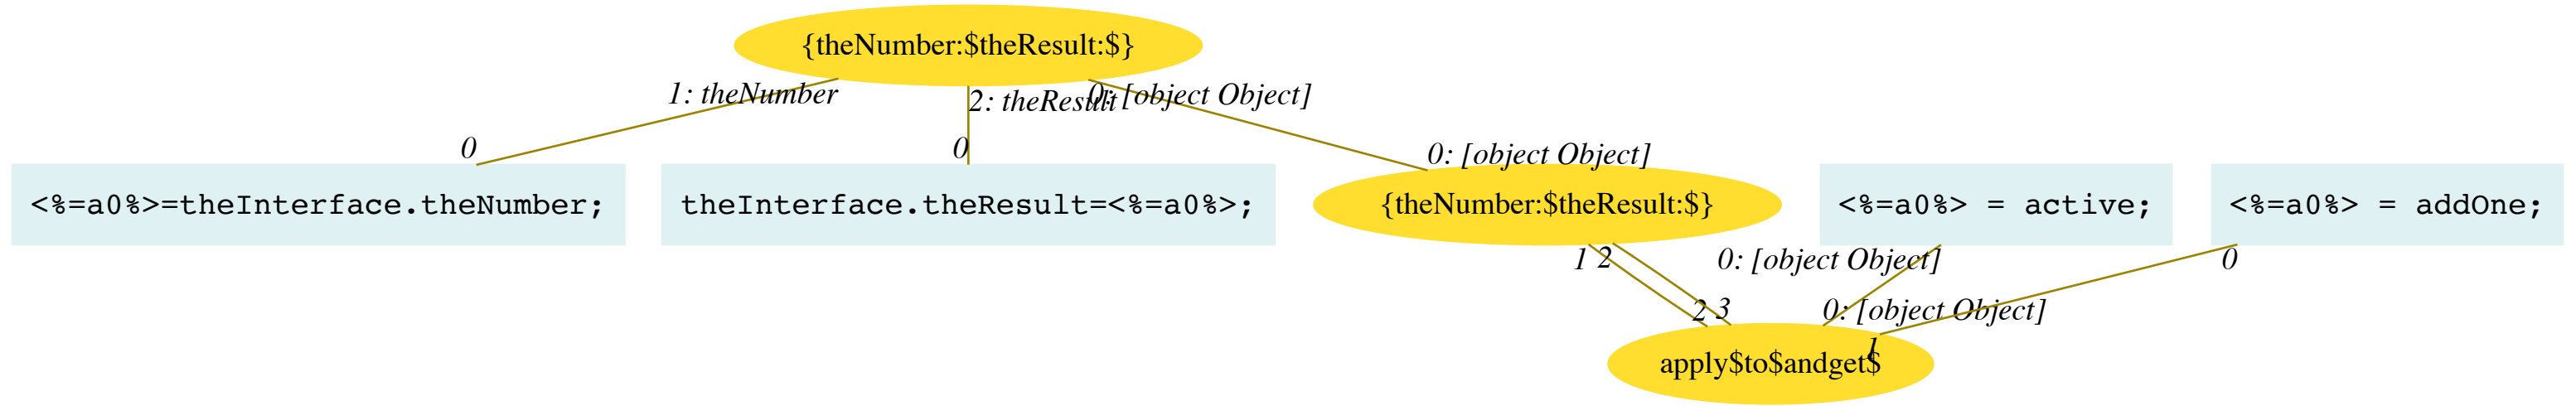 {theNumber:$theResult:$}
1: theNumber
2: theResult
0: [object Object]
0
0
0: [object Object]
<%=a0%>=theInterface.theNumber;
theInterface.theResult=<%=a0%>;
{theNumber:$theResult:$}
<%=a0%> = active;
<%=a0%> = addOne;
1
2
0: [object Object]
0
2
3
0: [object Object]
1
apply$to$andget$